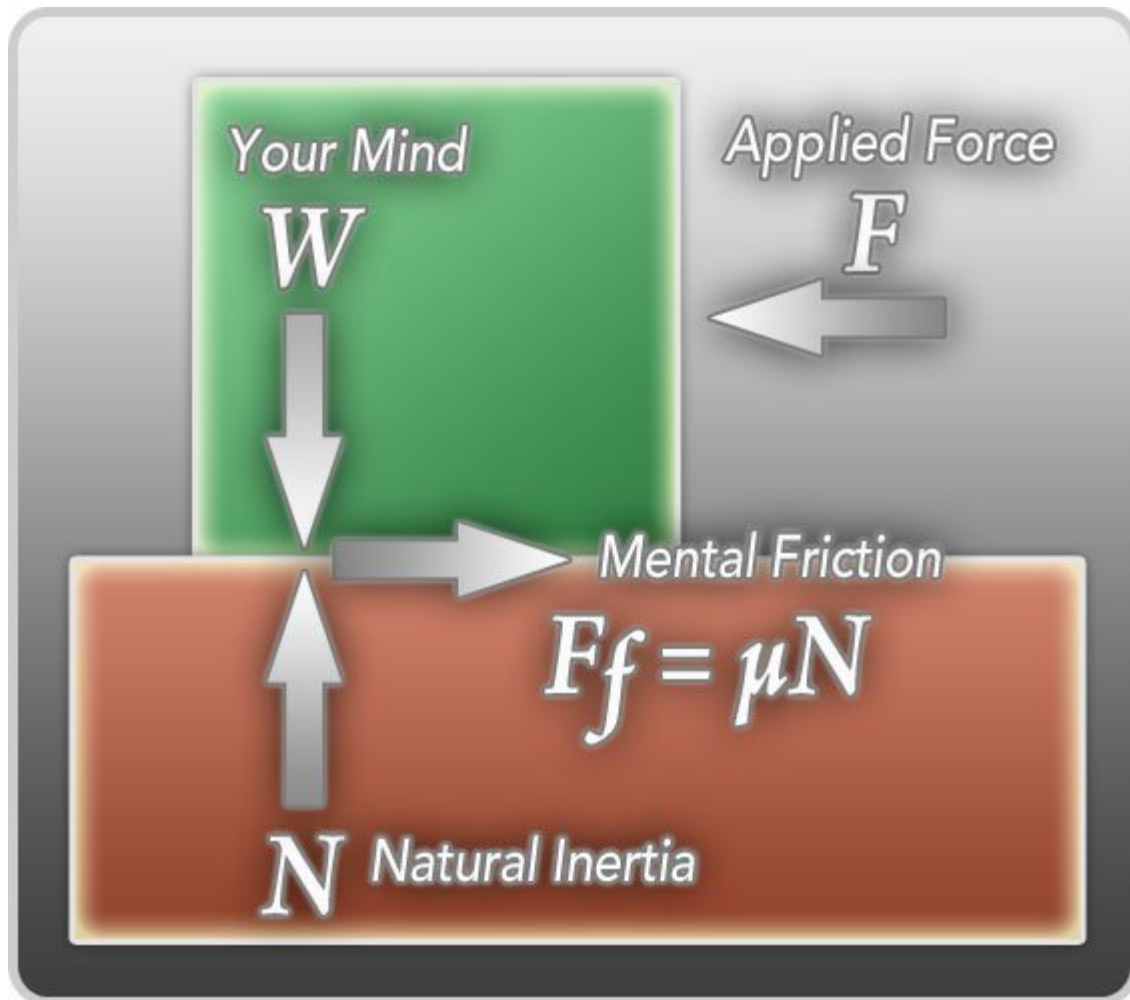 Your Mind
W
Applied Force
F
Mental Friction
Ff = μN
N Natural Inertia